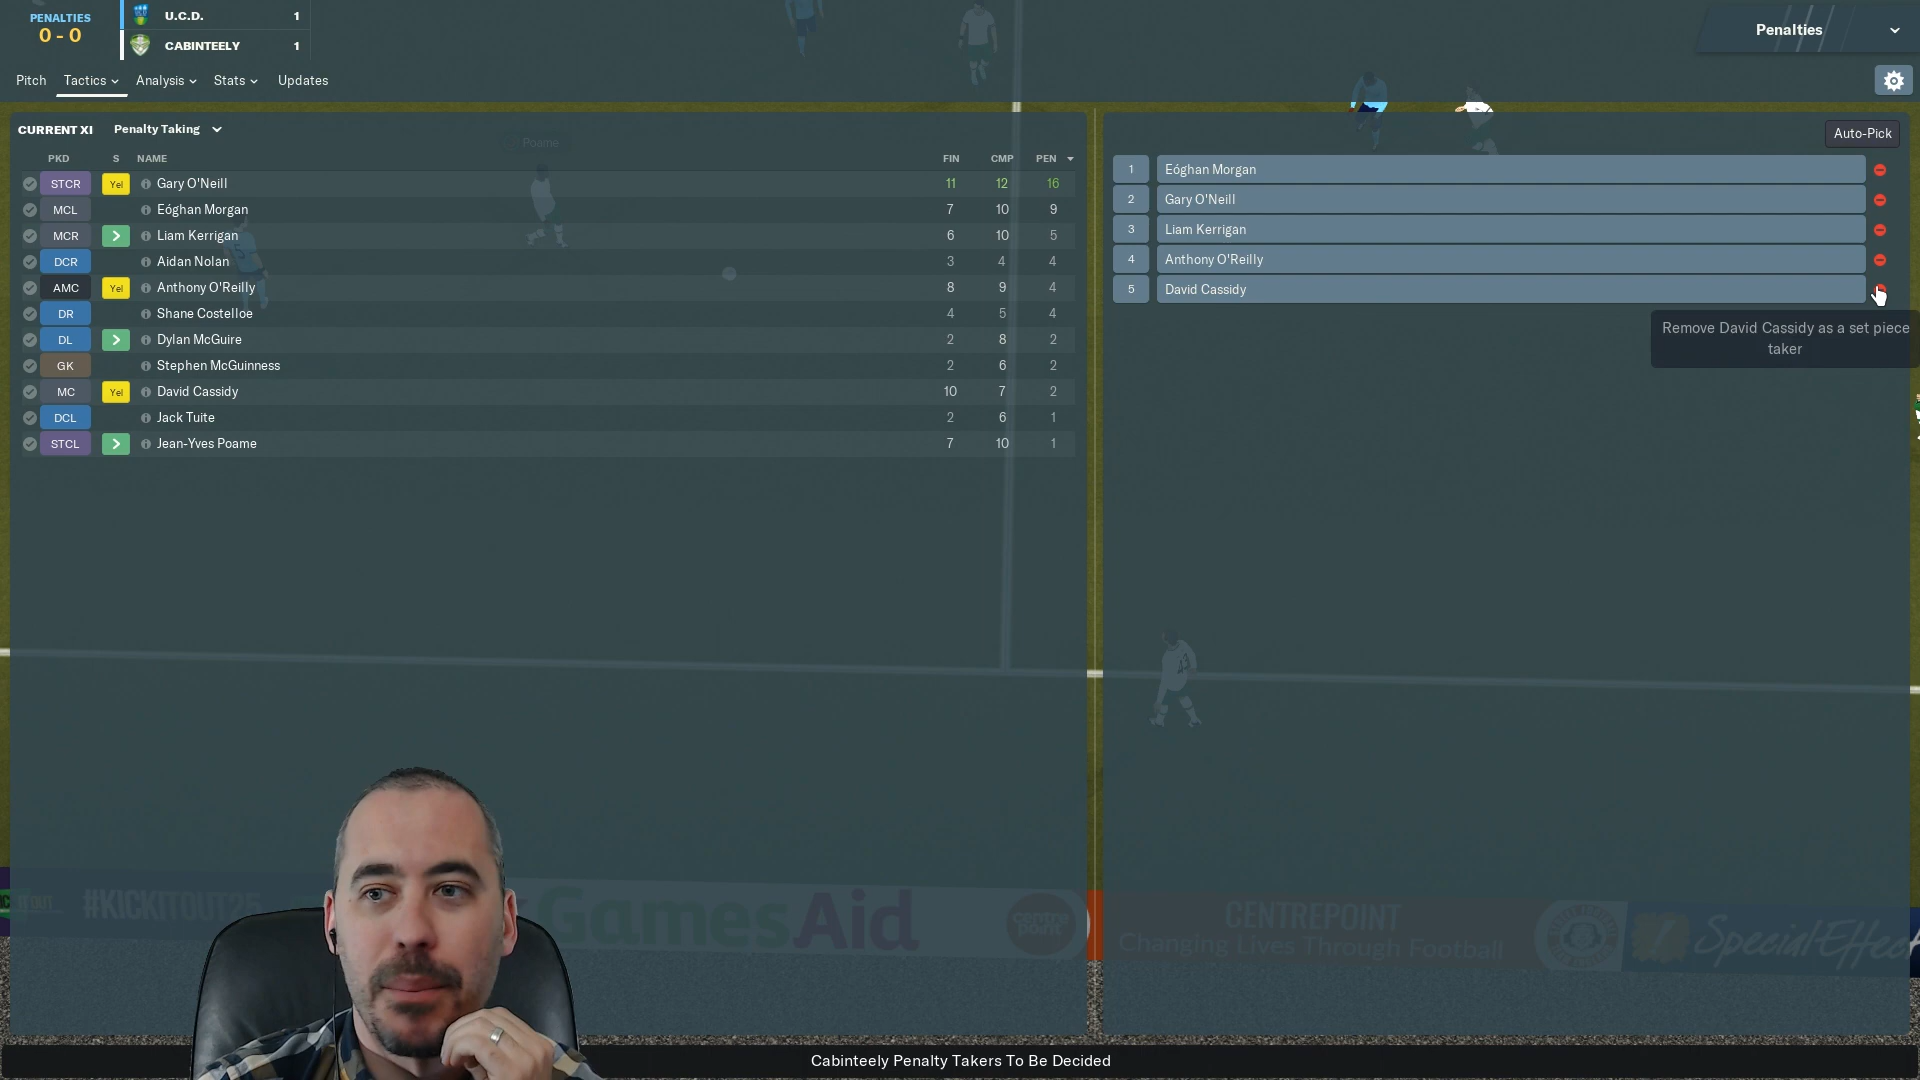 PENALTIES
0 - 0
U.C.D. 1
CABINTEELY 1
Penalties
Pitch Tactics Analysis Stats Updates
CURRENT XI Penalty Taking
Poame
Auto-Pick
PKD S NAME FIN CMP PEN
STCR Yel Gary O'Neill 11 12 16
MCL Eóghan Morgan 7 10 9
MCR Liam Kerrigan 6 10 5
DCR Aidan Nolan 3 4 4
AMC Yel Anthony O'Reilly 8 9 4
DR Shane Costelloe 4 5 4
DL Dylan McGuire 2 8 2
GK Stephen McGuinness 2 6 2
MC Yel David Cassidy 10 7 2
DCL Jack Tuite 2 6 1
STCL Jean-Yves Poame 7 10 1
1 Eóghan Morgan
2 Gary O'Neill
3 Liam Kerrigan
4 Anthony O'Reilly
5 David Cassidy
Remove David Cassidy as a set piece
taker
#KICKITOUT25
GamesAid
centre
point
CENTREPOINT
Changing Lives Through Football
SpecialEffect
Cabinteely Penalty Takers To Be Decided